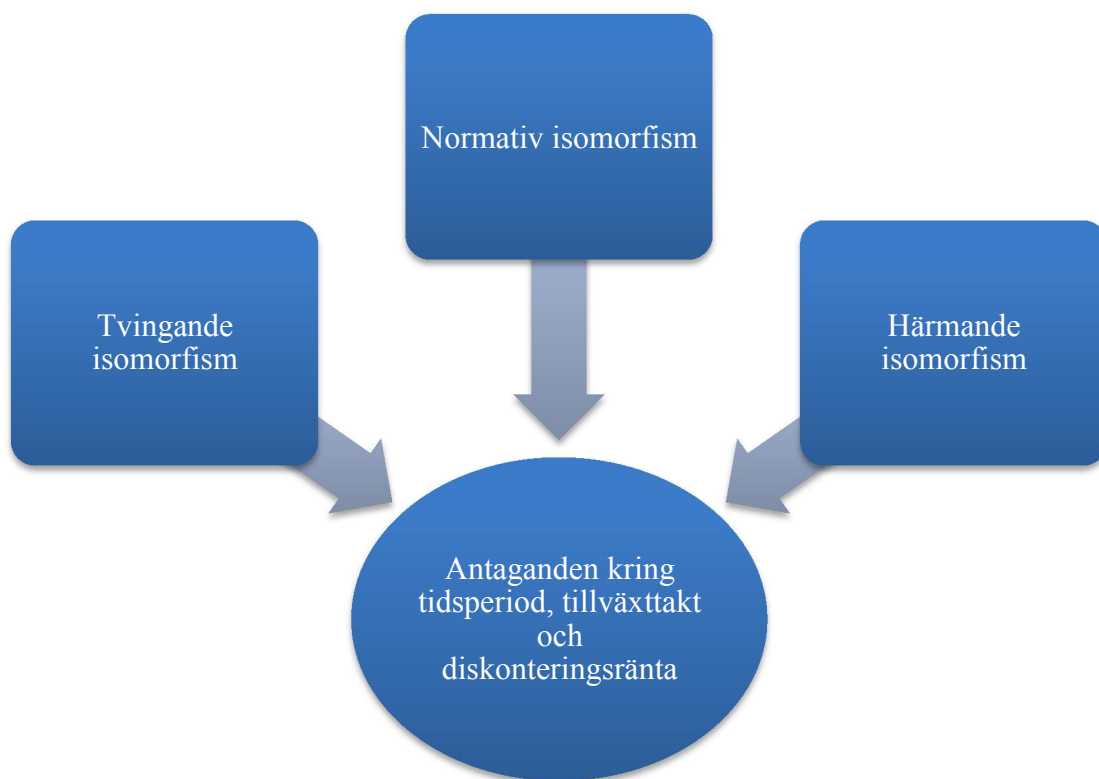 Normativ isomorfism
Tvingande
isomorfism
Härmande
isomorfism
Antaganden kring
tidsperiod, tillväxttakt
och
diskonteringsränta